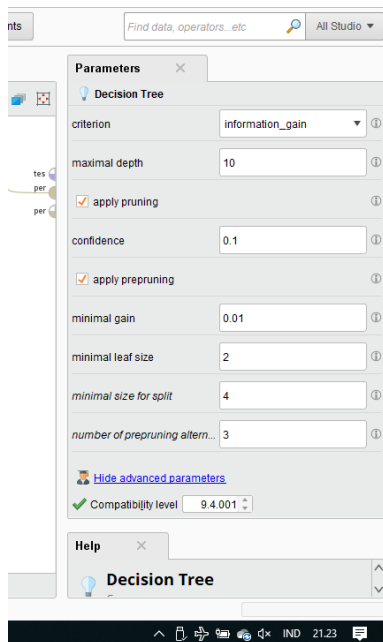 nts
Find data, operators...etc
All Studio
Parameters
Decision Tree
tes
per
per
criterion
information_gain
maximal depth
10
apply pruning
confidence
0.1
apply prepruning
minimal gain
0.01
minimal leaf size
2
minimal size for split
4
number of prepruning altern...
3
Hide advanced parameters
Compatibility level
9.4.001
Help
Decision Tree
IND
21.23